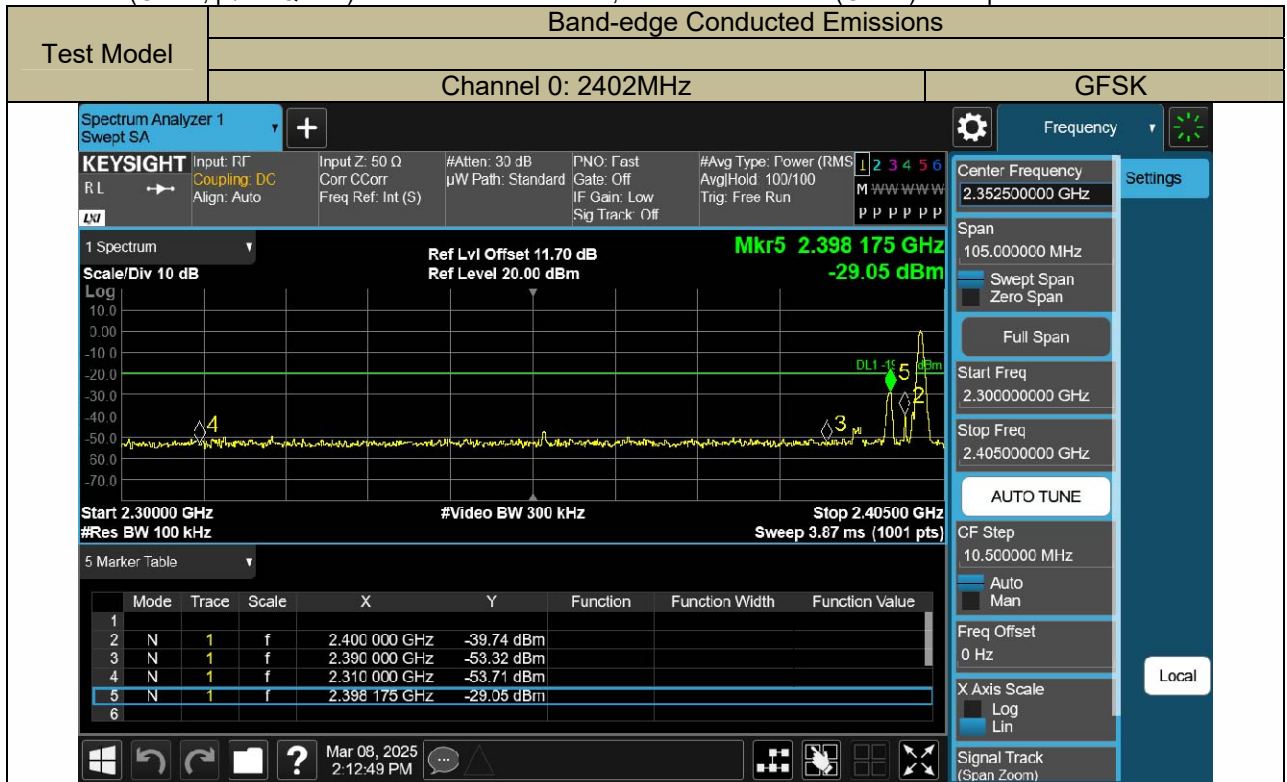 Test Model
Band-edge Conducted Emissions
Channel 0: 2402MHz
GFSK
Spectrum Analyzer 1
Swept SA
+
Frequency
KEYSIGHT
R L
LXI
Input: RF
Coupling: DC
Align: Auto
Input Z: 50 Ω
Corr CCorr
Freq Ref: Int (S)
#Atten: 30 dB
µW Path: Standard
PNO: Fast
Gate: Off
IF Gain: Low
Sig Track: Off
#Avg Type: Power (RMS
Avg|Hold: 100/100
Trig: Free Run
1 2 3 4 5 6
M W W W W W
P P P P P P
1 Spectrum
Scale/Div 10 dB
Ref Lvl Offset 11.70 dB
Ref Level 20.00 dBm
Mkr5 2.398 175 GHz
-29.05 dBm
Log
10.0
0.00
-10.0
-20.0
-30.0
-40.0
-50.0
-60.0
-70.0
DL1 dBm
5
2
4
3
Start 2.30000 GHz
#Res BW 100 kHz
#Video BW 300 kHz
Stop 2.40500 GHz
Sweep 3.87 ms (1001 pts)
5 Marker Table
Mode Trace Scale X Y Function Function Width Function Value
1
2 N 1 f 2.400 000 GHz -39.74 dBm
3 N 1 f 2.390 000 GHz -53.32 dBm
4 N 1 f 2.310 000 GHz -53.71 dBm
5 N 1 f 2.398 175 GHz -29.05 dBm
6
Mar 08, 2025
2:12:49 PM
Center Frequency
2.352500000 GHz
Settings
Span
105.000000 MHz
Swept Span
Zero Span
Full Span
Start Freq
2.300000000 GHz
Stop Freq
2.405000000 GHz
AUTO TUNE
CF Step
10.500000 MHz
Auto
Man
Freq Offset
0 Hz
X Axis Scale
Log
Lin
Local
Signal Track
(Span Zoom)